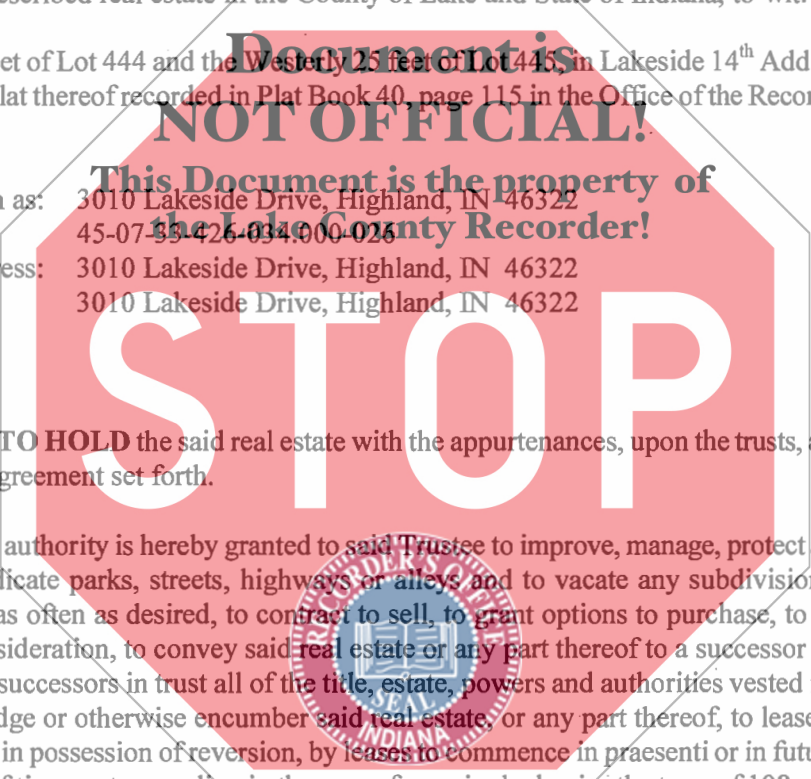 escribed real estate in the County of Lake and State of Indiana, to wit
et of Lot 444 and the Westerly 25 feet of Lot 445, in Lakeside 14th Add
lat thereof recorded in Plat Book 40, page 115 in the Office of the Recor
Document is
NOT OFFICIAL!
This Document is the property of
the Lake County Recorder!
n as: 3010 Lakeside Drive, Highland, IN 46322
45-07-33-426-034.000-026
ess: 3010 Lakeside Drive, Highland, IN 46322
3010 Lakeside Drive, Highland, IN 46322
STOP
TO HOLD the said real estate with the appurtenances, upon the trusts, a
greement set forth.
authority is hereby granted to said Trustee to improve, manage, protect
licate parks, streets, highways or alleys and to vacate any subdivision
as often as desired, to contract to sell, to grant options to purchase, to
sideration, to convey said real estate or any part thereof to a successor
successors in trust all of the title, estate, powers and authorities vested
dge or otherwise encumber said real estate, or any part thereof, to lease
in possession of reversion, by leases to commence in praesenti or in futu
RECORDER'S OFFICE
SEAL
INDIANA